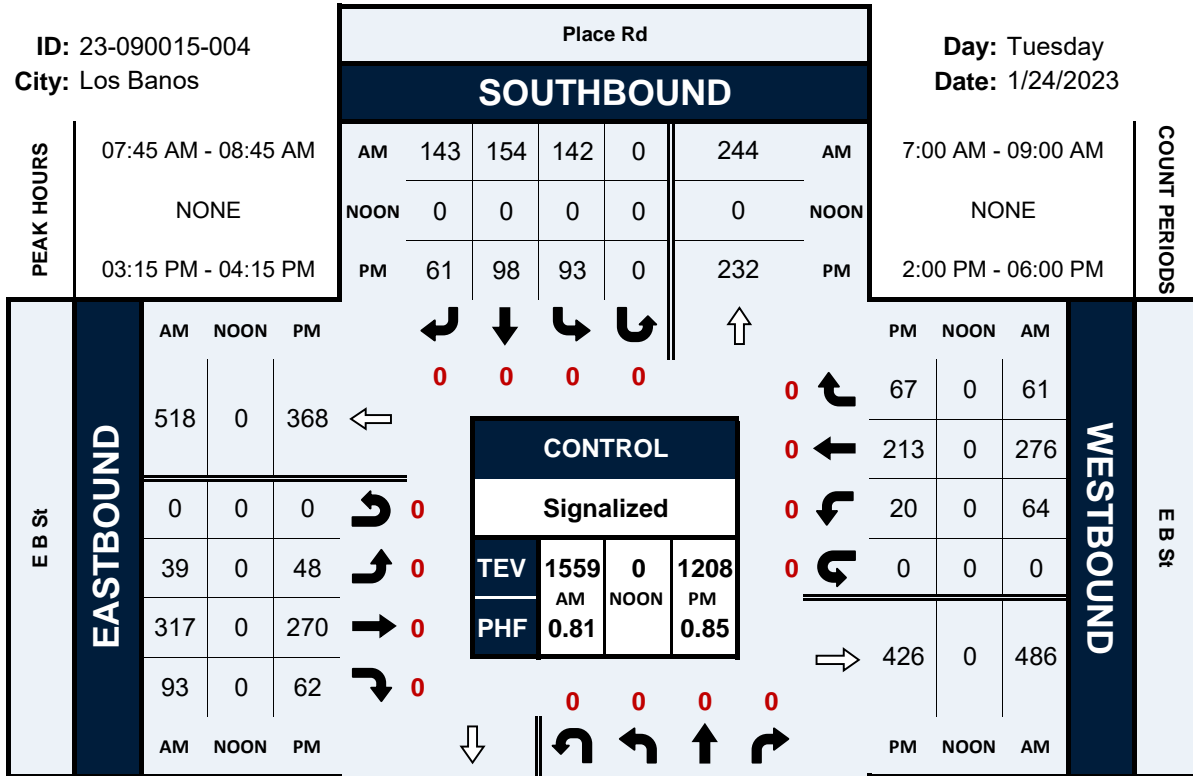 Place Rd
ID: 23-090015-004
Day: Tuesday
City: Los Banos
Date: 1/24/2023
SOUTHBOUND
PEAK HOURS
07:45 AM - 08:45 AM
NONE
03:15 PM - 04:15 PM
AM 143 154 142 0 244 AM
NOON 0 0 0 0 0 NOON
PM 61 98 93 0 232 PM
7:00 AM - 09:00 AM
NONE
2:00 PM - 06:00 PM
COUNT PERIODS
0 0 0 0
E B St
EASTBOUND
AM NOON PM
518 0 368
0 0 0 0
39 0 48 0
317 0 270 0
93 0 62 0
AM NOON PM
CONTROL
Signalized
TEV 1559 0 1208
AM NOON PM
PHF 0.81 0.85
PM NOON AM
0 67 0 61
0 213 0 276
0 20 0 64
0 0 0 0
426 0 486
PM NOON AM
WESTBOUND
E B St
0 0 0 0